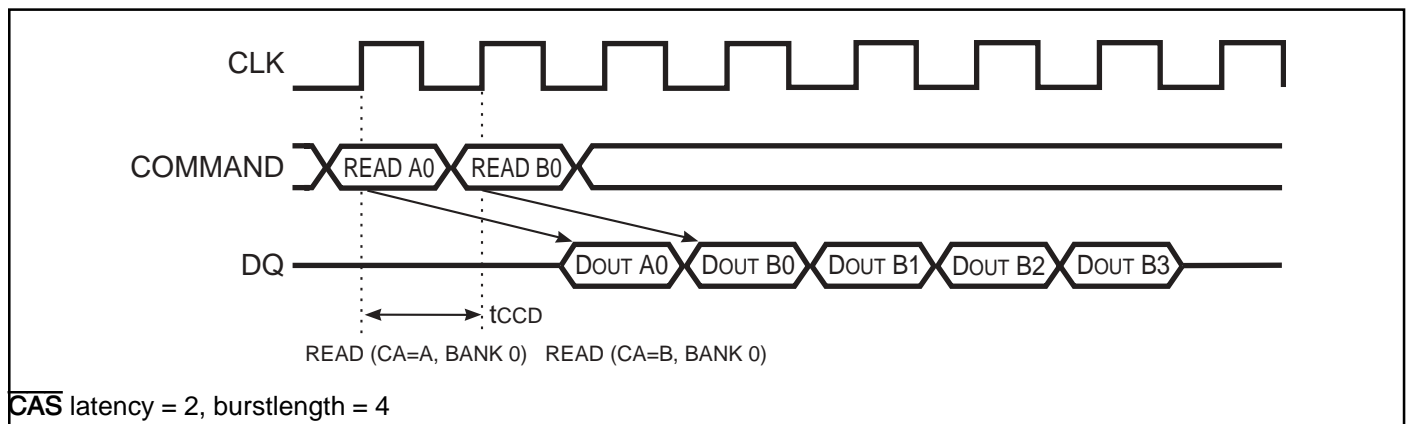 CLK
COMMAND READ A0 READ B0
DQ DOUT A0 DOUT B0 DOUT B1 DOUT B2 DOUT B3
tCCD
READ (CA=A, BANK 0) READ (CA=B, BANK 0)
CAS latency = 2, burstlength = 4